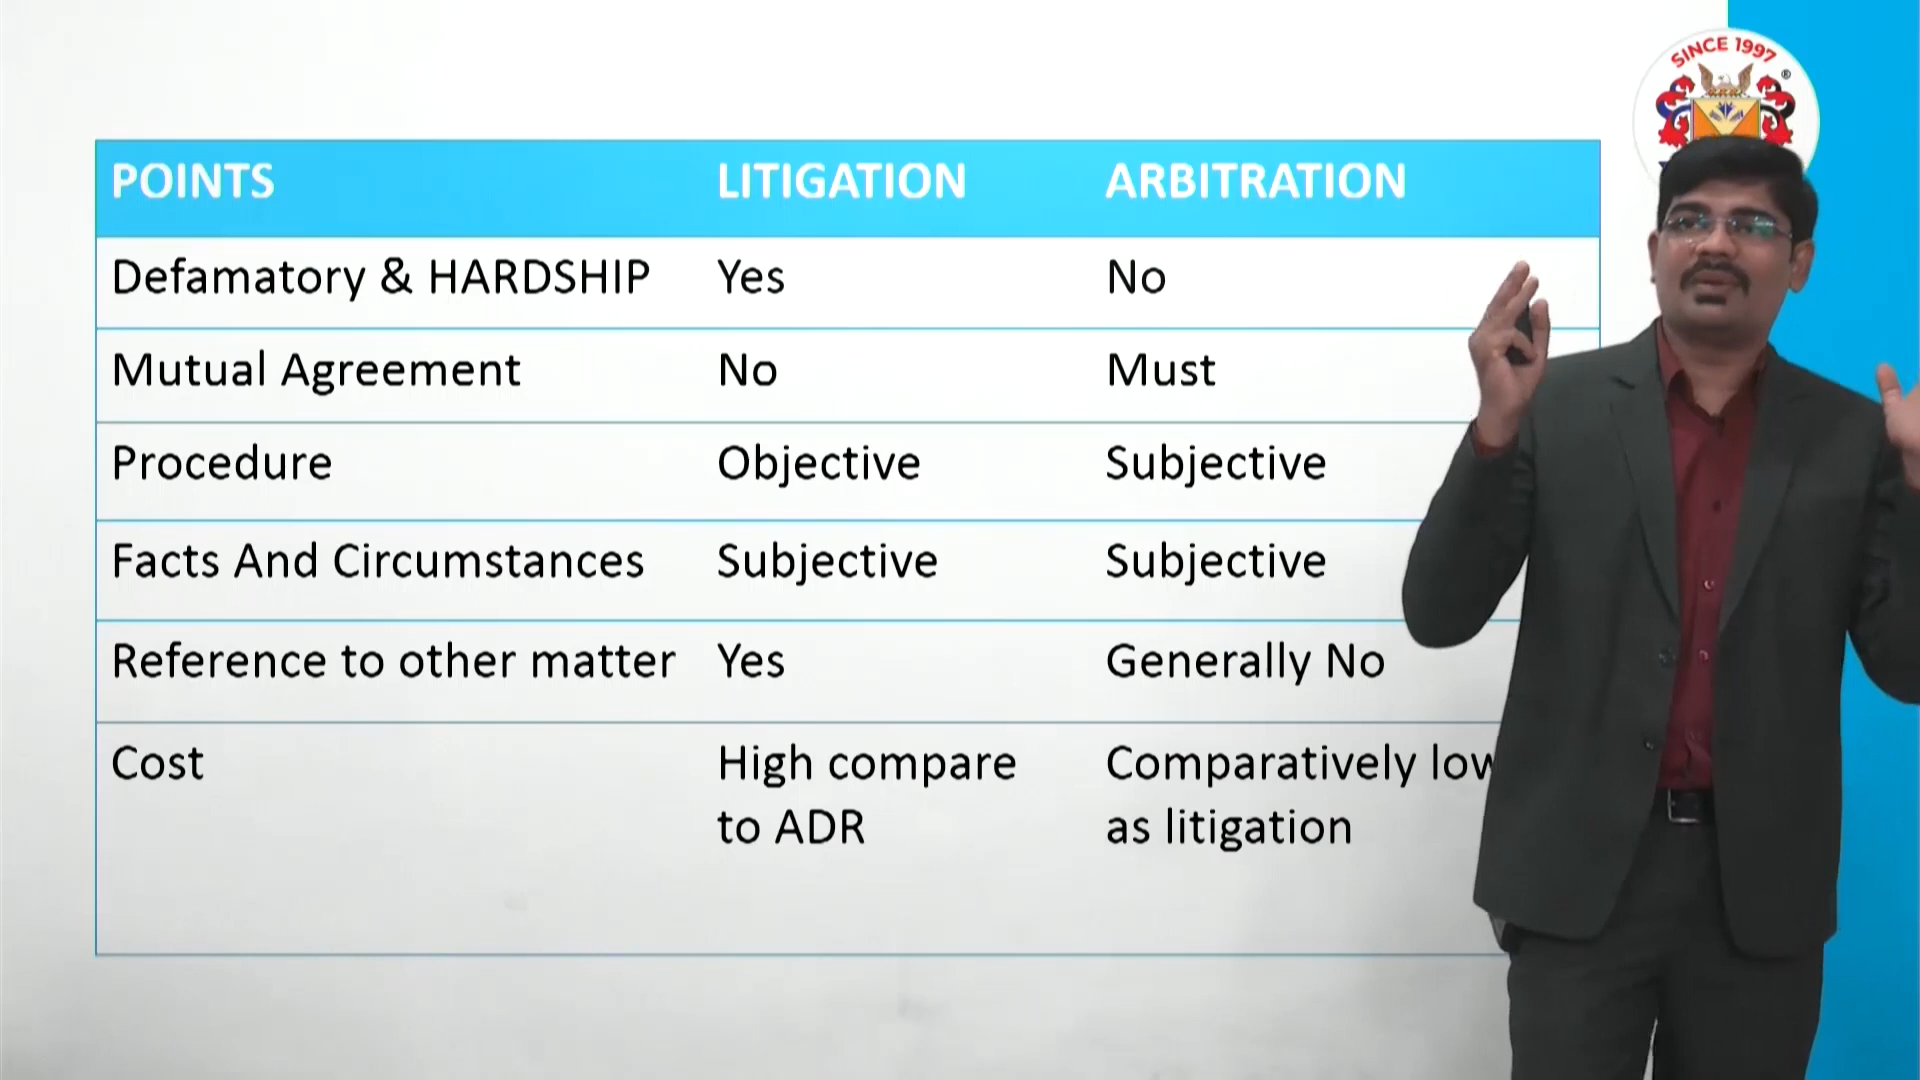 SINCE 1997
®
POINTS LITIGATION ARBITRATION
Defamatory & HARDSHIP Yes No
Mutual Agreement No Must
Procedure Objective Subjective
Facts And Circumstances Subjective Subjective
Reference to other matter Yes Generally No
Cost High compare Comparatively low
to ADR as litigation